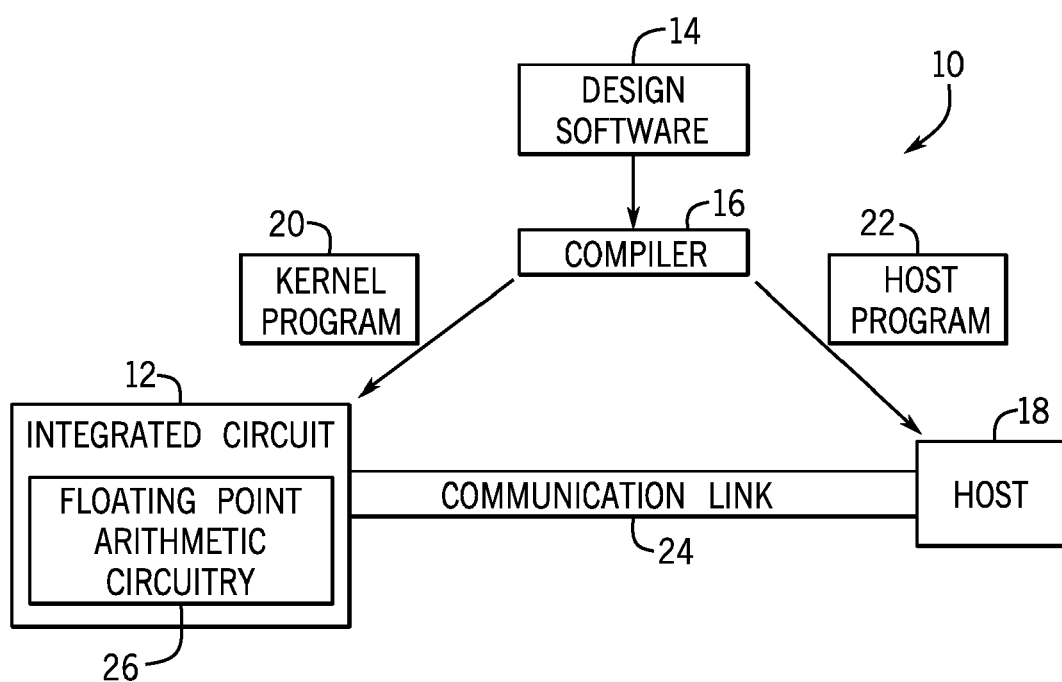 14
DESIGN
SOFTWARE
10
16
COMPILER
20
KERNEL
PROGRAM
22
HOST
PROGRAM
12
INTEGRATED CIRCUIT
FLOATING POINT
ARITHMETIC
CIRCUITRY
26
COMMUNICATION LINK
24
18
HOST